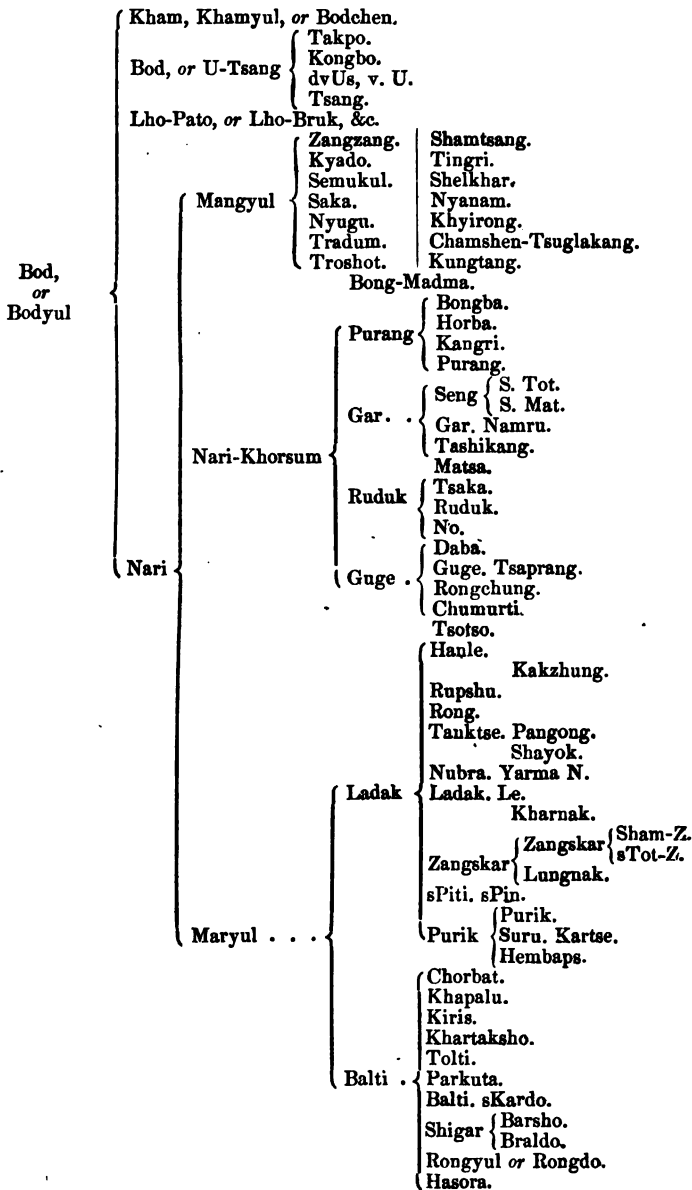 Kham, Khamyul, or Bodchen.
Takpo.
Kongbo.
Bod, or U-Tsang
dvUs, v. U.
Tsang.
Lho-Pato, or Lho-Bruk, &c.
Zangzang. Shamtsang.
Kyado. Tingri.
Semukul. Shelkhar.
Mangyul Saka. Nyanam.
Nyugu. Khyirong.
Tradum. Chamshen-Tsuglakang.
Troshot. Kungtang.
Bod,
or
Bodyul
Bong-Madma.
Bongba.
Purang Horba.
Kangri.
Purang.
Seng S. Tot.
S. Mat.
Gar. . Gar. Namru.
Tashikang.
Nari-Khorsum
Matsa.
Ruduk Tsaka.
Ruduk.
No.
Nari
Daba.
Guge . Guge. Tsaprang.
Rongchung.
Chumurti.
Tsotso.
Hanle.
Kakzhung.
Rupshu.
Rong.
Tanktse. Pangong.
Shayok.
Nubra. Yarma N.
Ladak Ladak. Le.
Kharnak.
Zangskar Zangskar Sham-Z.
sTot-Z.
Lungnak.
sPiti. sPin.
Purik Purik.
Maryul . . . Suru. Kartse.
Hembaps.
Chorbat.
Khapalu.
Kiris.
Khartaksho.
Tolti.
Balti . Parkuta.
Balti. sKardo.
Shigar Barsho.
Braldo.
Rongyul or Rongdo.
Hasora.